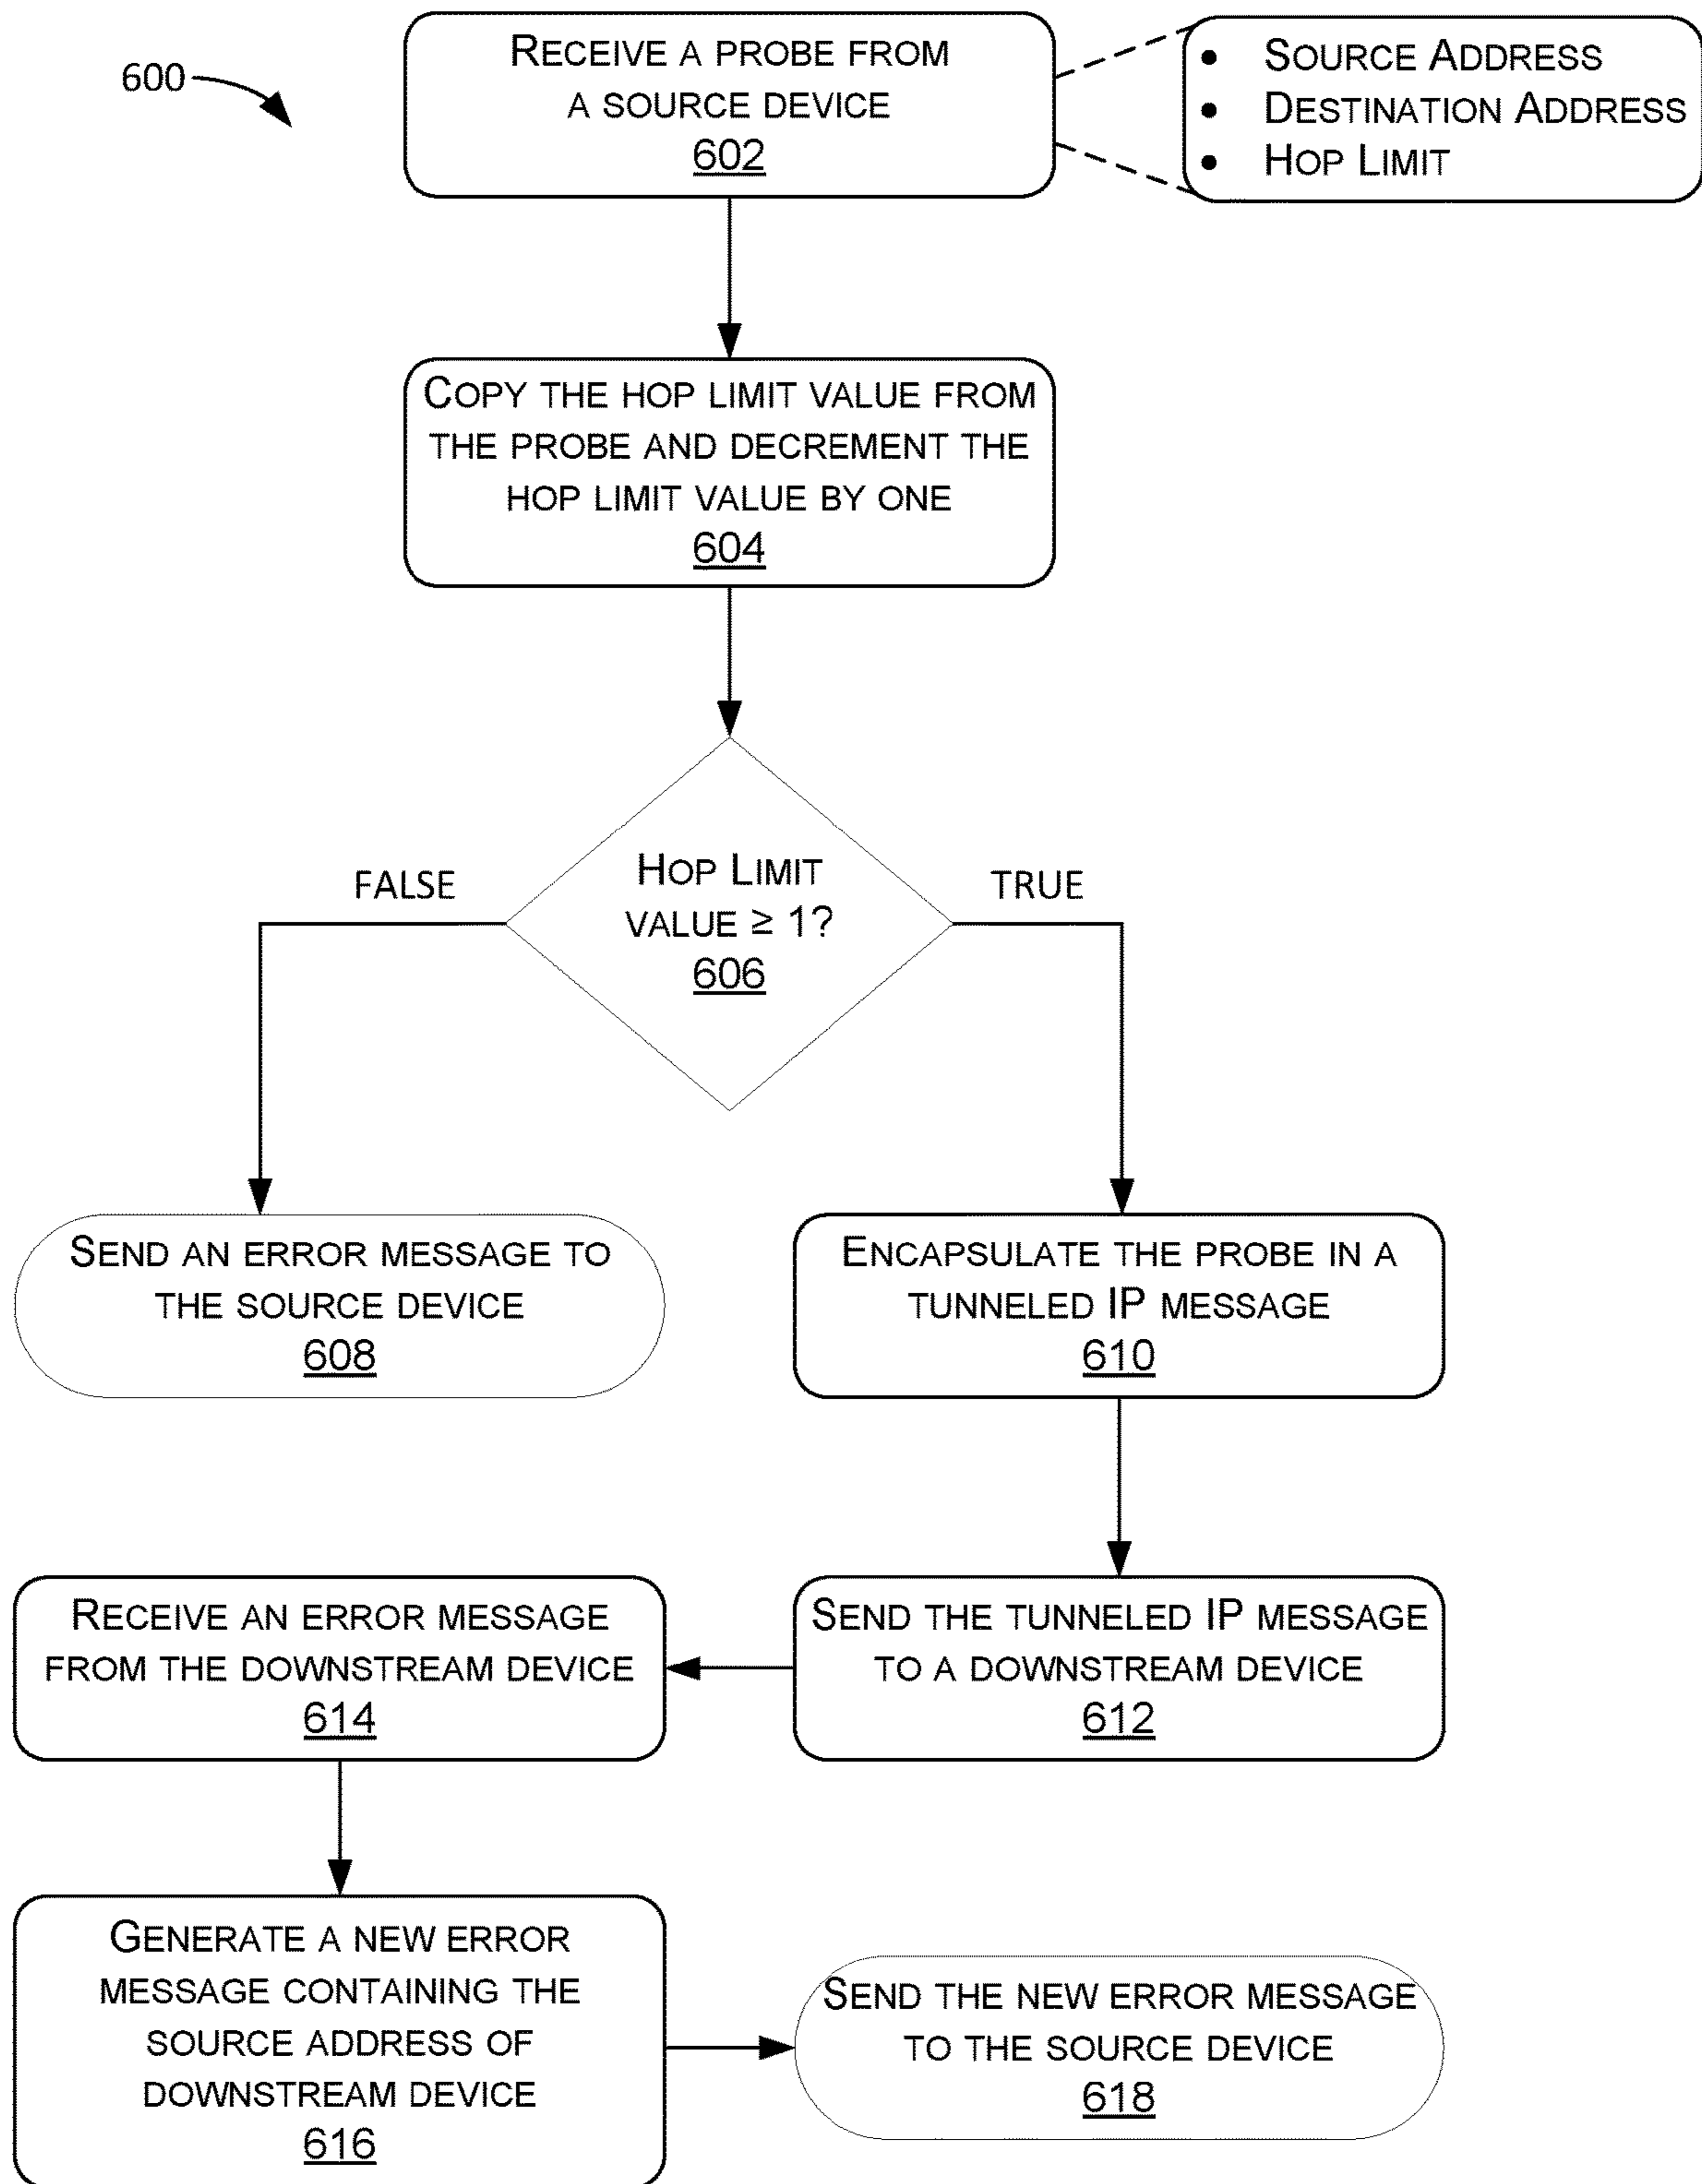 600
RECEIVE A PROBE FROM
A SOURCE DEVICE
602
• SOURCE ADDRESS
• DESTINATION ADDRESS
• HOP LIMIT
COPY THE HOP LIMIT VALUE FROM
THE PROBE AND DECREMENT THE
HOP LIMIT VALUE BY ONE
604
HOP LIMIT
VALUE ≥ 1?
606
FALSE
TRUE
SEND AN ERROR MESSAGE TO
THE SOURCE DEVICE
608
ENCAPSULATE THE PROBE IN A
TUNNELED IP MESSAGE
610
SEND THE TUNNELED IP MESSAGE
TO A DOWNSTREAM DEVICE
612
RECEIVE AN ERROR MESSAGE
FROM THE DOWNSTREAM DEVICE
614
GENERATE A NEW ERROR
MESSAGE CONTAINING THE
SOURCE ADDRESS OF
DOWNSTREAM DEVICE
616
SEND THE NEW ERROR MESSAGE
TO THE SOURCE DEVICE
618